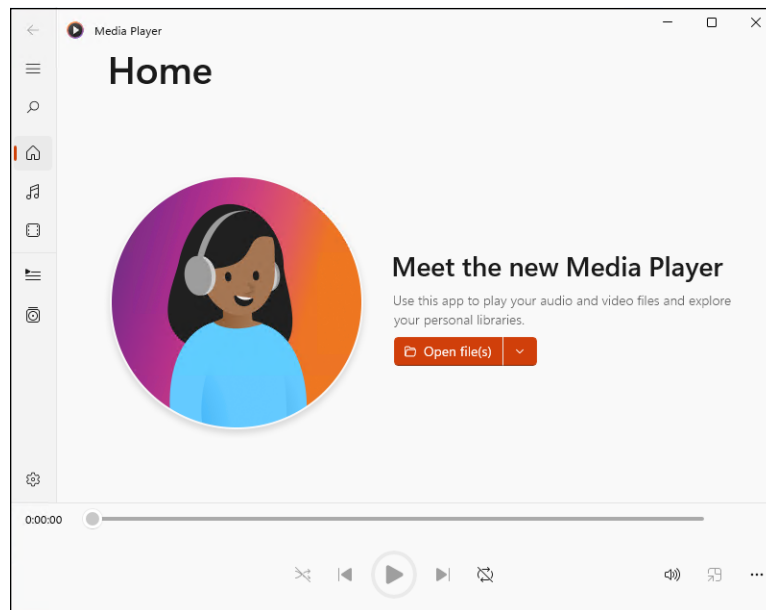 Media Player
Home
Meet the new Media Player
Use this app to play your audio and video files and explore
your personal libraries.
Open file(s)
0:00:00